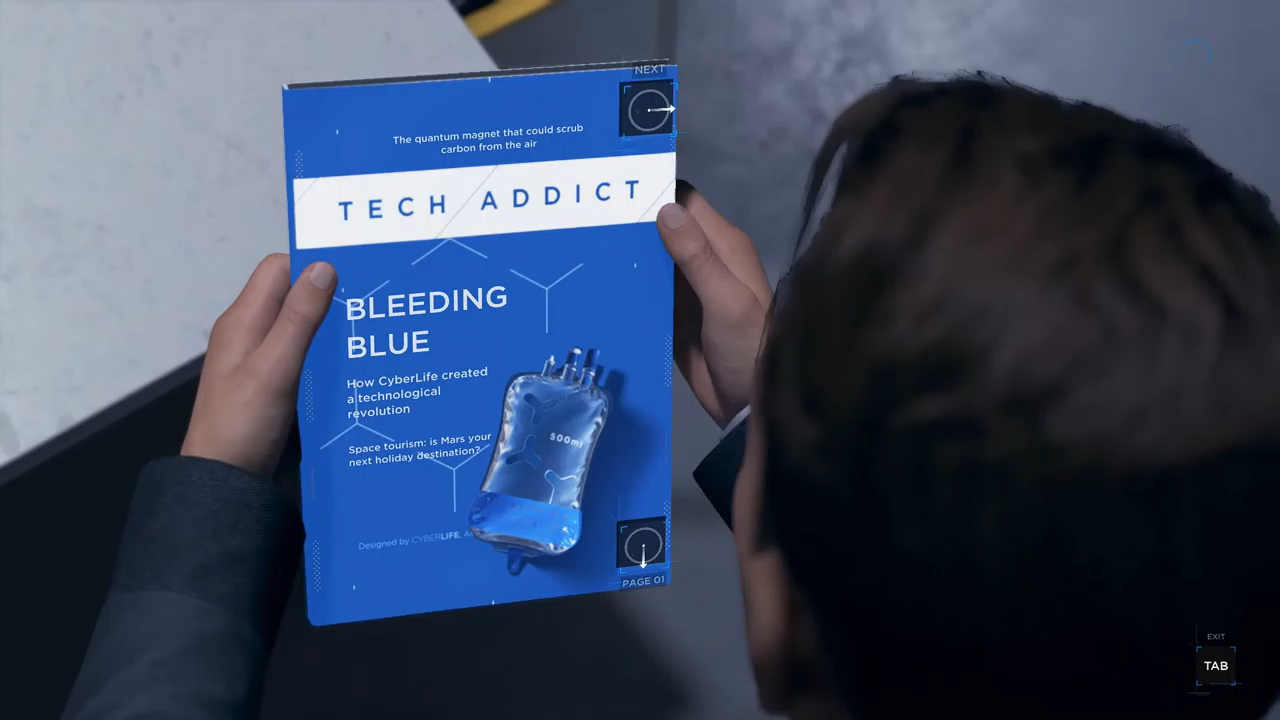 NEXT
The quantum magnet that could scrub
carbon from the air
TECH ADDICT
BLEEDING
BLUE
How CyberLife created
a technological
revolution
500ml
Space tourism: is Mars your
next holiday destination?
Designed by CYBERLIFE.
PAGE 01
EXIT
TAB